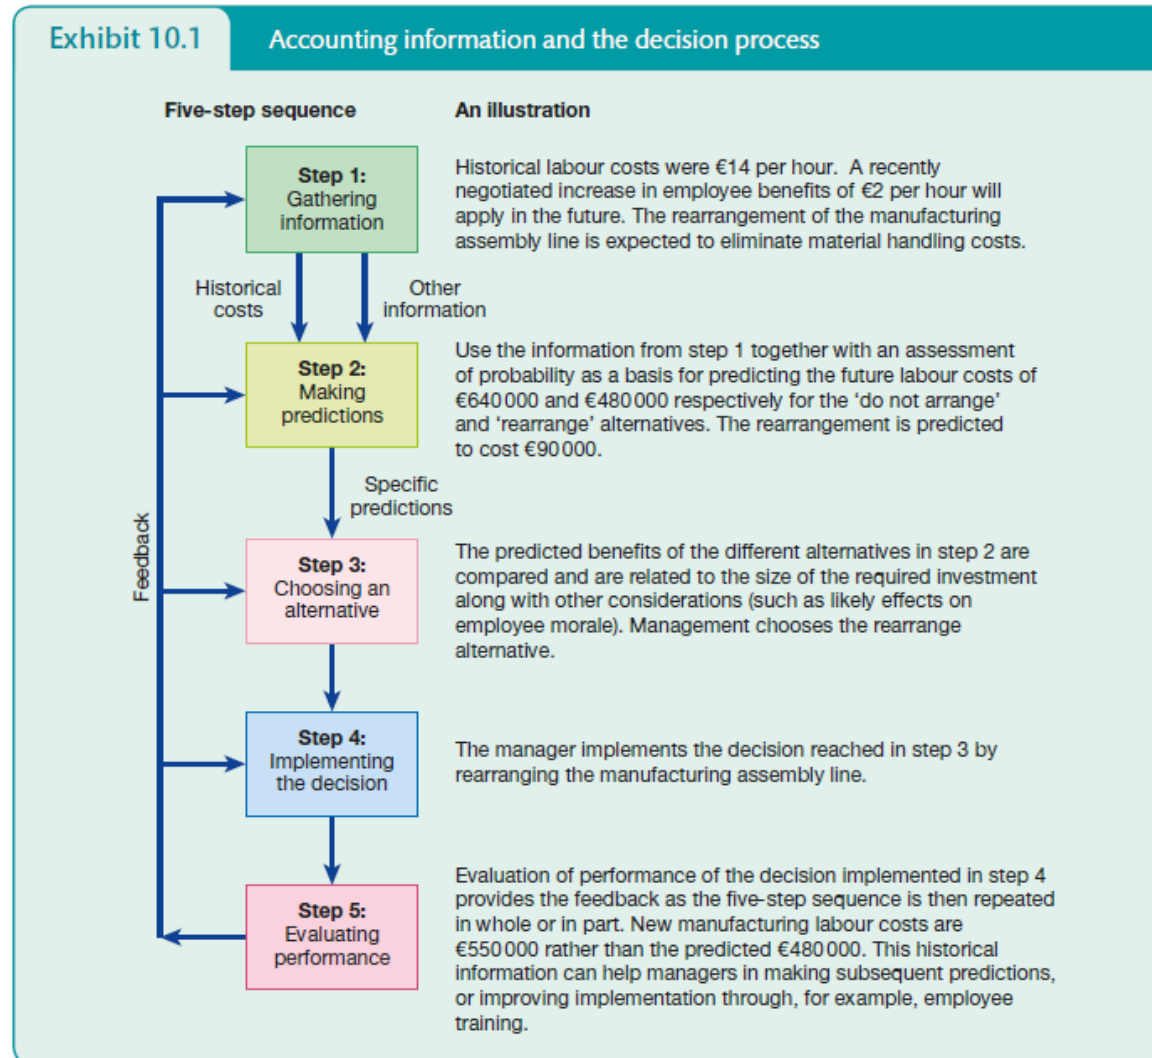 Exhibit 10.1
Accounting information and the decision process
Five-step sequence
An illustration
Step 1:
Gathering
information
Historical labour costs were €14 per hour. A recently
negotiated increase in employee benefits of €2 per hour will
apply in the future. The rearrangement of the manufacturing
assembly line is expected to eliminate material handling costs.
Historical
costs
Other
information
Step 2:
Making
predictions
Use the information from step 1 together with an assessment
of probability as a basis for predicting the future labour costs of
€640 000 and €480 000 respectively for the ‘do not arrange’
and ‘rearrange’ alternatives. The rearrangement is predicted
to cost €90 000.
Specific
predictions
Feedback
Step 3:
Choosing an
alternative
The predicted benefits of the different alternatives in step 2 are
compared and are related to the size of the required investment
along with other considerations (such as likely effects on
employee morale). Management chooses the rearrange
alternative.
Step 4:
Implementing
the decision
The manager implements the decision reached in step 3 by
rearranging the manufacturing assembly line.
Step 5:
Evaluating
performance
Evaluation of performance of the decision implemented in step 4
provides the feedback as the five-step sequence is then repeated
in whole or in part. New manufacturing labour costs are
€550 000 rather than the predicted €480 000. This historical
information can help managers in making subsequent predictions,
or improving implementation through, for example, employee
training.